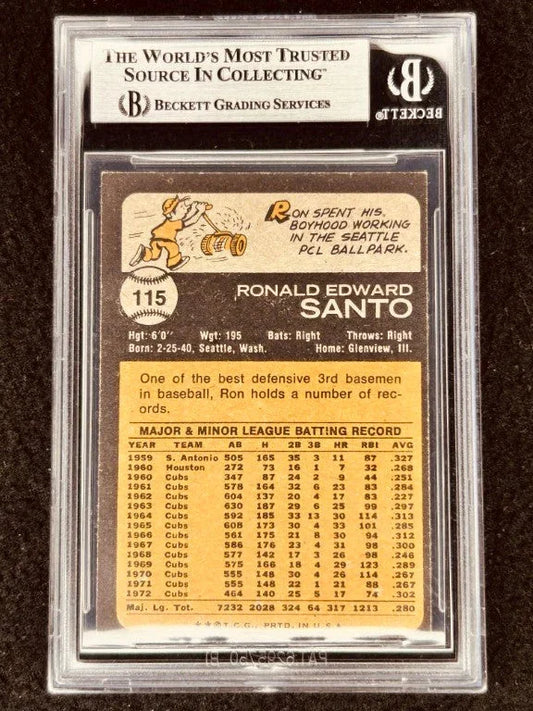 THE WORLD'S MOST TRUSTED
SOURCE IN COLLECTING™
BECKETT GRADING SERVICES
BECKETT®
RON SPENT HIS
BOYHOOD WORKING
IN THE SEATTLE
PCL BALLPARK.
115
RONALD EDWARD
SANTO
Hgt: 6'0" Wgt: 195 Bats: Right Throws: Right
Born: 2-25-40, Seattle, Wash. Home: Glenview, Ill.
One of the best defensive 3rd basemen
in baseball, Ron holds a number of rec-
ords.
MAJOR & MINOR LEAGUE BATTING RECORD
YEAR TEAM AB H 2B 3B HR RBI AVG
1959 S. Antonio 505 165 35 3 11 87 .327
1960 Houston 272 73 16 1 7 32 .268
1960 Cubs 347 87 24 2 9 44 .251
1961 Cubs 578 164 32 6 23 83 .284
1962 Cubs 604 137 20 4 17 83 .227
1963 Cubs 630 187 29 6 25 99 .297
1964 Cubs 592 185 33 13 30 114 .313
1965 Cubs 608 173 30 4 33 101 .285
1966 Cubs 561 175 21 8 30 94 .312
1967 Cubs 586 176 23 4 31 98 .300
1968 Cubs 577 142 17 3 26 98 .246
1969 Cubs 575 166 18 4 29 123 .289
1970 Cubs 555 148 30 4 26 114 .267
1971 Cubs 555 148 22 1 21 88 .267
1972 Cubs 464 140 25 5 17 74 .302
Maj. Lg. Tot. 7232 2028 324 64 317 1213 .280
**© T.C.G., PRTD. IN U.S.A.